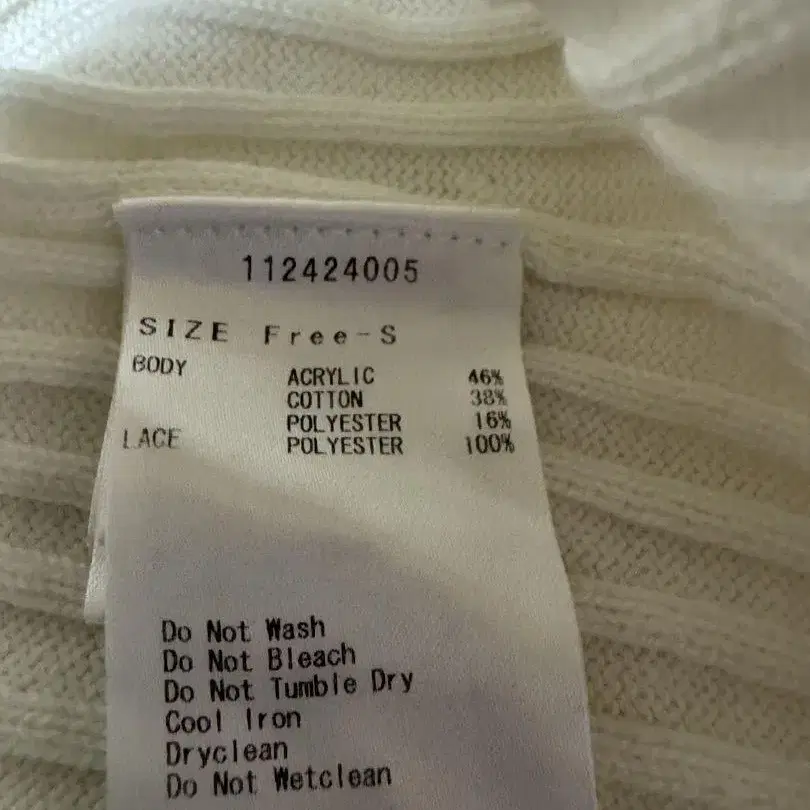 112424005
SIZE Free-S
BODY ACRYLIC 46%
COTTON 38%
POLYESTER 16%
LACE POLYESTER 100%
Do Not Wash
Do Not Bleach
Do Not Tumble Dry
Cool Iron
Dryclean
Do Not Wetclean